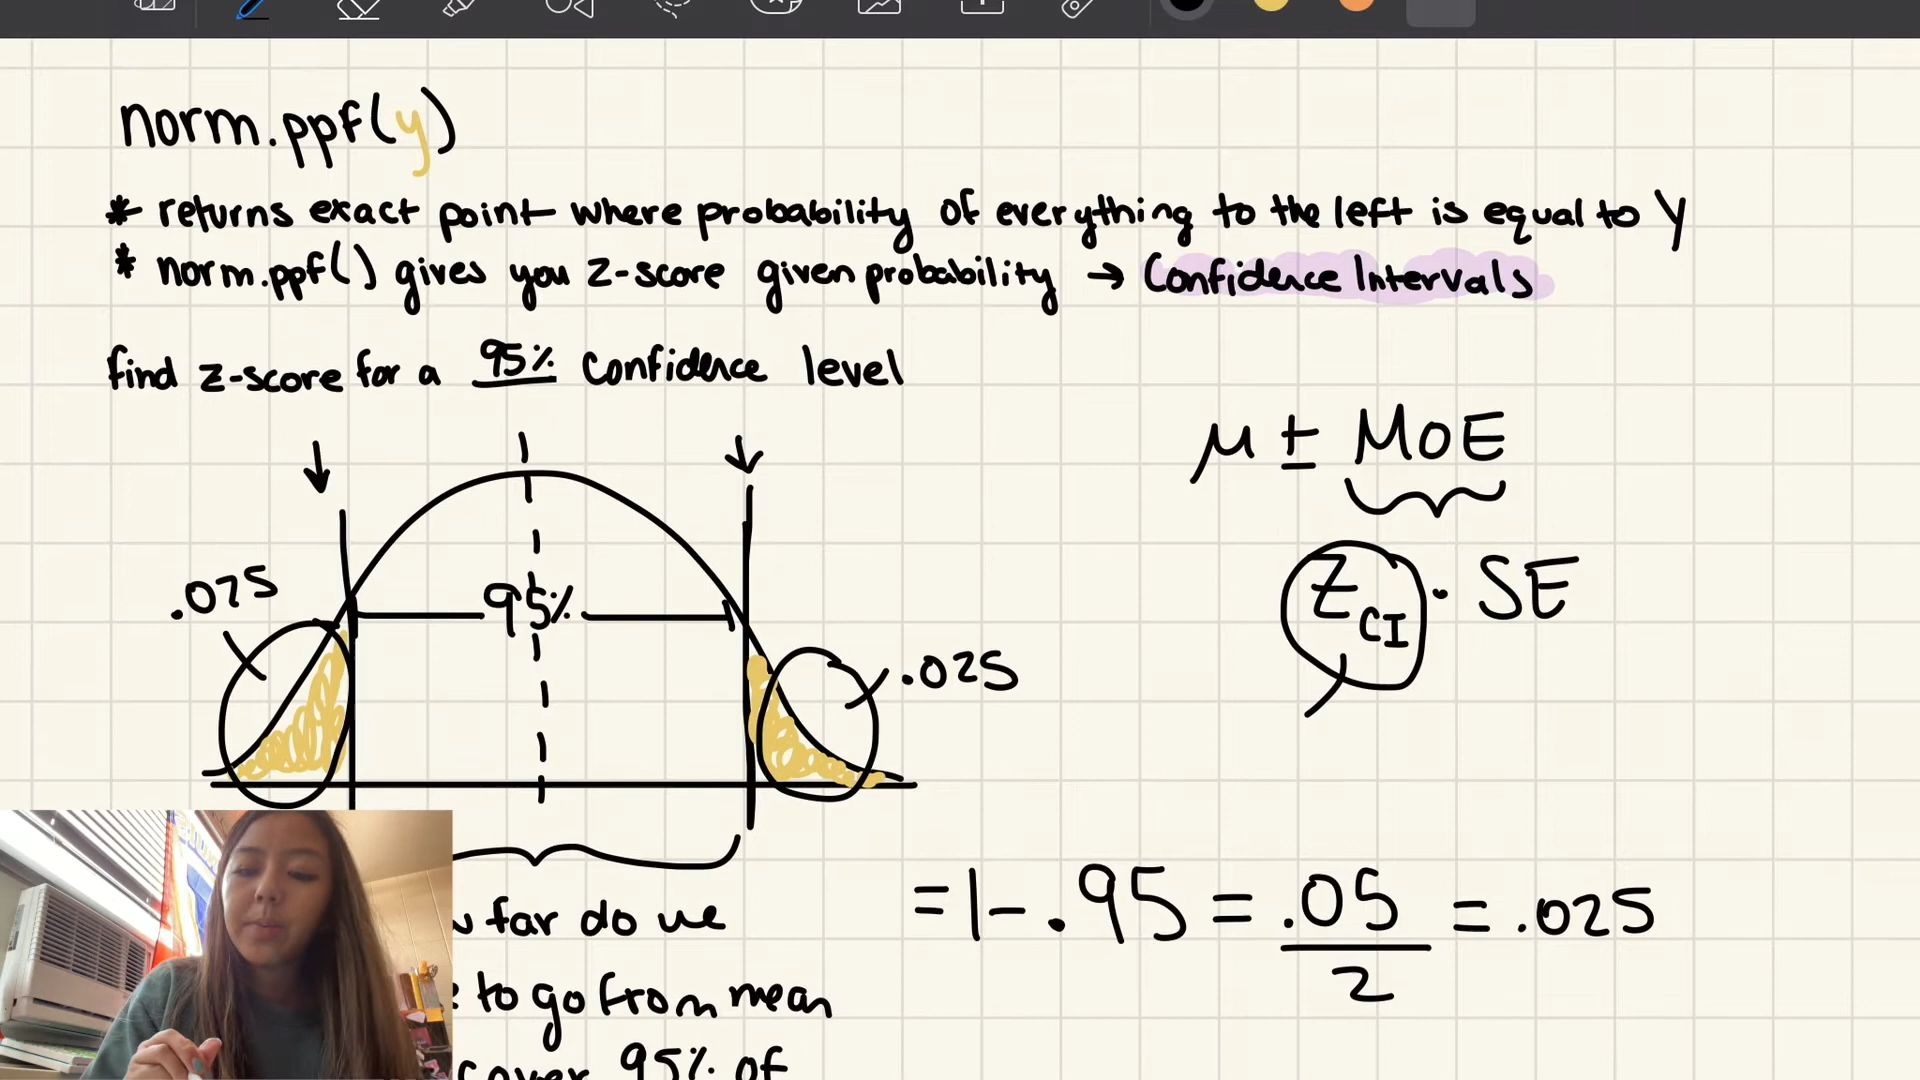 norm.ppf(y)
* returns exact point where probability of everything to the left is equal to y
* norm.ppf() gives you z-score given probability → Confidence Intervals
find z-score for a 95% confidence level
μ ± MOE
Z_CI · SE
.025
95%
.025
far do we
to go from mean
cover 95% of
= 1 - .95 = .05/2 = .025